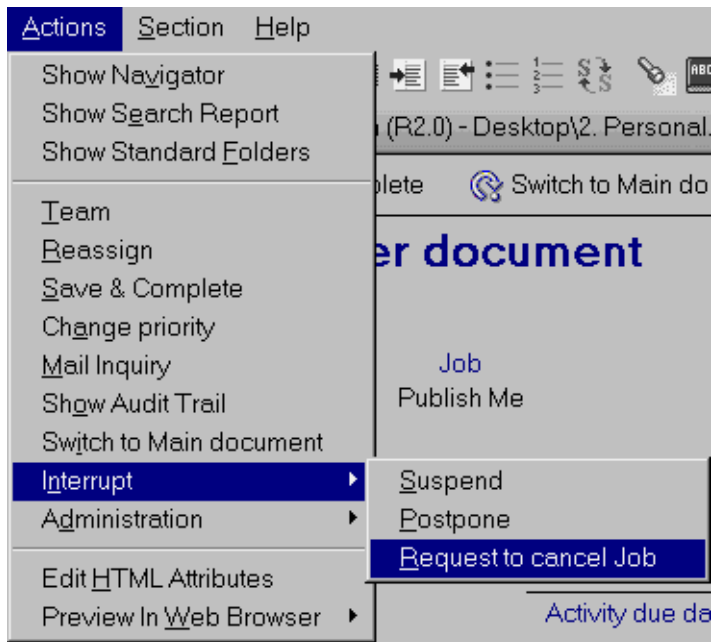 Actions Section Help
Show Navigator
Show Search Report
Show Standard Folders
Team
Reassign
Save & Complete
Change priority
Mail Inquiry
Show Audit Trail
Switch to Main document
Interrupt
Administration
Edit HTML Attributes
Preview In Web Browser
Suspend
Postpone
Request to cancel Job
ABC
(R2.0) - Desktop\2. Personal.
Switch to Main do
document
Job
Publish Me
Activity due da